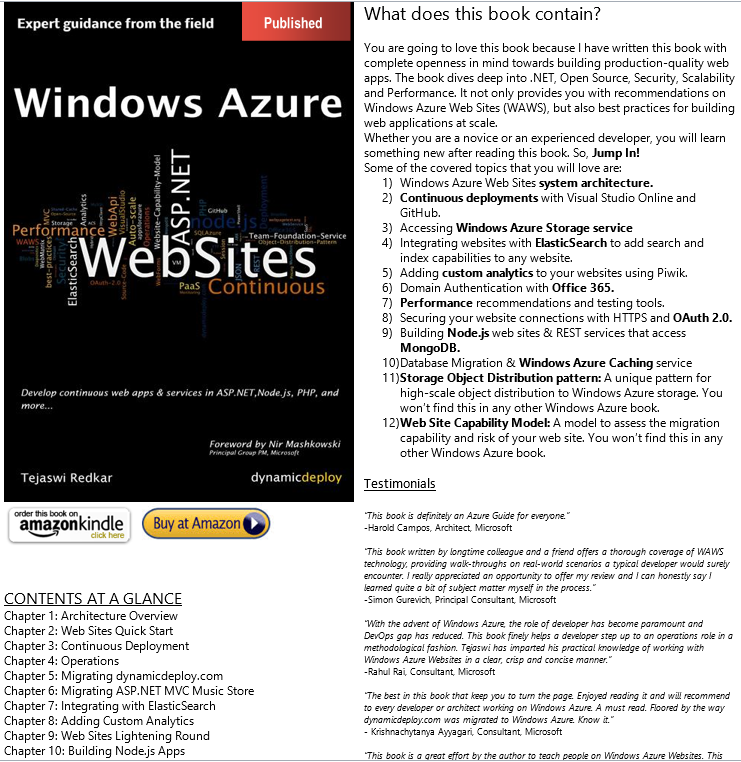 Expert guidance from the field
Published
Windows Azure
ASP.NET
WebSites
Performance
Continuous
ElasticSearch
Website-Capability-Model
Team-Foundation-Service
Object-Distribution-Pattern
WebApi
VisualStudio
Auto-scale
Operations
Analytics
Storage
MVC
WAWS
best-practices
Security
OAuth-2.0
Source-Code
PaaS
VM
node.js
PHP
GitHub
SQLAzure
JSON
REST
Deployment
Develop continuous web apps & services in ASP.NET,Node.js, PHP, and
more...
Foreword by Nir Mashkowski
Principal Group PM, Microsoft
Tejaswi Redkar
dynamicdeploy
order this book on
amazonkindle
click here
Buy at Amazon
CONTENTS AT A GLANCE
Chapter 1: Architecture Overview
Chapter 2: Web Sites Quick Start
Chapter 3: Continuous Deployment
Chapter 4: Operations
Chapter 5: Migrating dynamicdeploy.com
Chapter 6: Migrating ASP.NET MVC Music Store
Chapter 7: Integrating with ElasticSearch
Chapter 8: Adding Custom Analytics
Chapter 9: Web Sites Lightening Round
Chapter 10: Building Node.js Apps
What does this book contain?
You are going to love this book because I have written this book with
complete openness in mind towards building production-quality web
apps. The book dives deep into .NET, Open Source, Security, Scalability
and Performance. It not only provides you with recommendations on
Windows Azure Web Sites (WAWS), but also best practices for building
web applications at scale.
Whether you are a novice or an experienced developer, you will learn
something new after reading this book. So, Jump In!
Some of the covered topics that you will love are:
1) Windows Azure Web Sites system architecture.
2) Continuous deployments with Visual Studio Online and
GitHub.
3) Accessing Windows Azure Storage service
4) Integrating websites with ElasticSearch to add search and
index capabilities to any website.
5) Adding custom analytics to your websites using Piwik.
6) Domain Authentication with Office 365.
7) Performance recommendations and testing tools.
8) Securing your website connections with HTTPS and OAuth 2.0.
9) Building Node.js web sites & REST services that access
MongoDB.
10)Database Migration & Windows Azure Caching service
11)Storage Object Distribution pattern: A unique pattern for
high-scale object distribution to Windows Azure storage. You
won't find this in any other Windows Azure book.
12)Web Site Capability Model: A model to assess the migration
capability and risk of your web site. You won't find this in any
other Windows Azure book.
Testimonials
"This book is definitely an Azure Guide for everyone."
-Harold Campos, Architect, Microsoft
"This book written by longtime colleague and a friend offers a thorough coverage of WAWS
technology, providing walk-throughs on real-world scenarios a typical developer would surely
encounter. I really appreciated an opportunity to offer my review and I can honestly say I
learned quite a bit of subject matter myself in the process."
-Simon Gurevich, Principal Consultant, Microsoft
"With the advent of Windows Azure, the role of developer has become paramount and
DevOps gap has reduced. This book finely helps a developer step up to an operations role in a
methodological fashion. Tejaswi has imparted his practical knowledge of working with
Windows Azure Websites in a clear, crisp and concise manner."
-Rahul Rai, Consultant, Microsoft
"The best in this book that keep you to turn the page. Enjoyed reading it and will recommend
to every developer or architect working on Windows Azure. A must read. Floored by the way
dynamicdeploy.com was migrated to Windows Azure. Know it."
- Krishnachytanya Ayyagari, Consultant, Microsoft
"This book is a great effort by the author to teach people on Windows Azure Websites. This